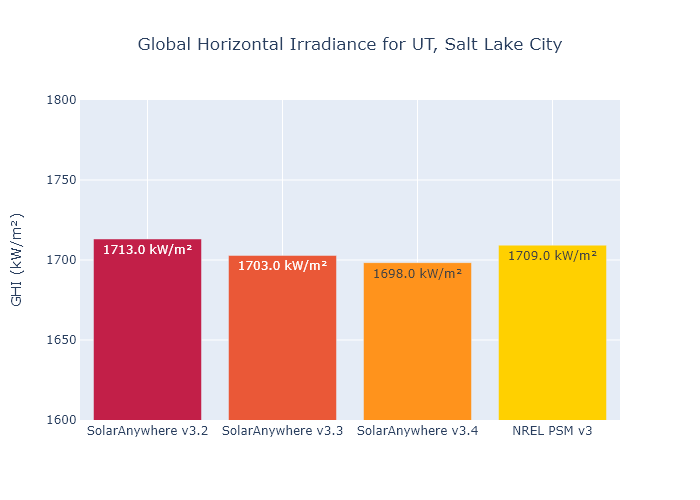 Global Horizontal Irradiance for UT, Salt Lake City
GHI (kW/m²)
1800
1750
1700
1650
1600
1713.0 kW/m²
1703.0 kW/m²
1698.0 kW/m²
1709.0 kW/m²
SolarAnywhere v3.2
SolarAnywhere v3.3
SolarAnywhere v3.4
NREL PSM v3